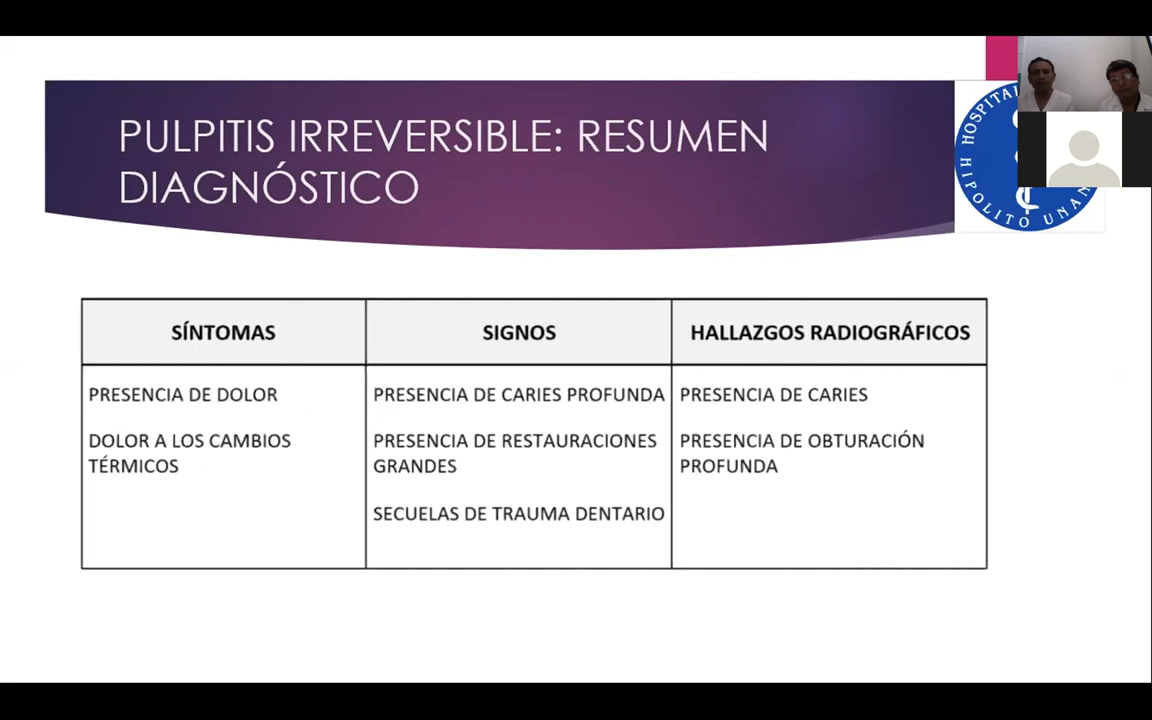 PULPITIS IRREVERSIBLE: RESUMEN
DIAGNÓSTICO
HOSPITAL
HIPOLITO UNAN
SÍNTOMAS
SIGNOS
HALLAZGOS RADIOGRÁFICOS
PRESENCIA DE DOLOR
DOLOR A LOS CAMBIOS
TÉRMICOS
PRESENCIA DE CARIES PROFUNDA
PRESENCIA DE RESTAURACIONES
GRANDES
SECUELAS DE TRAUMA DENTARIO
PRESENCIA DE CARIES
PRESENCIA DE OBTURACIÓN
PROFUNDA